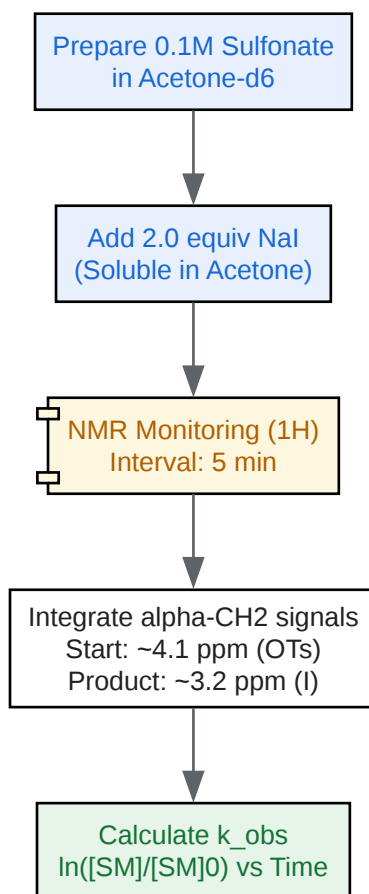 Prepare 0.1M Sulfonate
in Acetone-d6
Add 2.0 equiv NaI
(Soluble in Acetone)
NMR Monitoring (1H)
Interval: 5 min
Integrate alpha-CH2 signals
Start: ~4.1 ppm (OTs)
Product: ~3.2 ppm (I)
Calculate k_obs
ln([SM]/[SM]0) vs Time